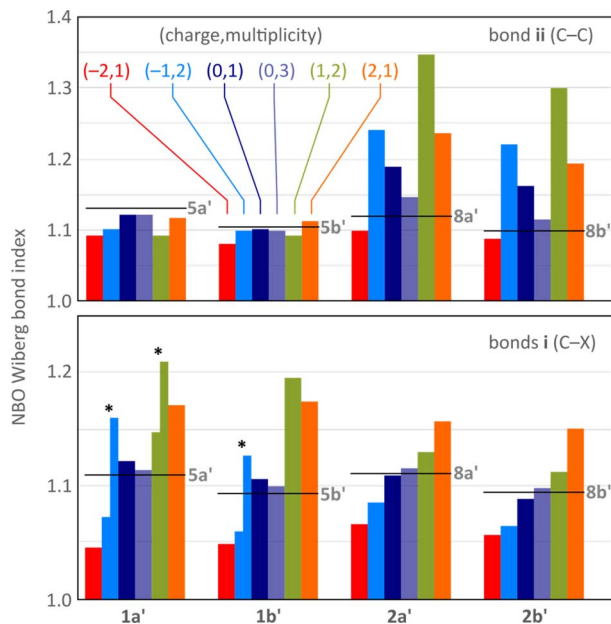 NBO Wiberg bond index
1.4
1.3
1.2
1.1
1.0
(charge,multiplicity)
bond ii (C–C)
(–2,1) (–1,2) (0,1) (0,3) (1,2) (2,1)
5a'
5b'
8a'
8b'
1.2
1.1
1.0
bonds i (C–X)
*
*
*
5a'
5b'
8a'
8b'
1a' 1b' 2a' 2b'